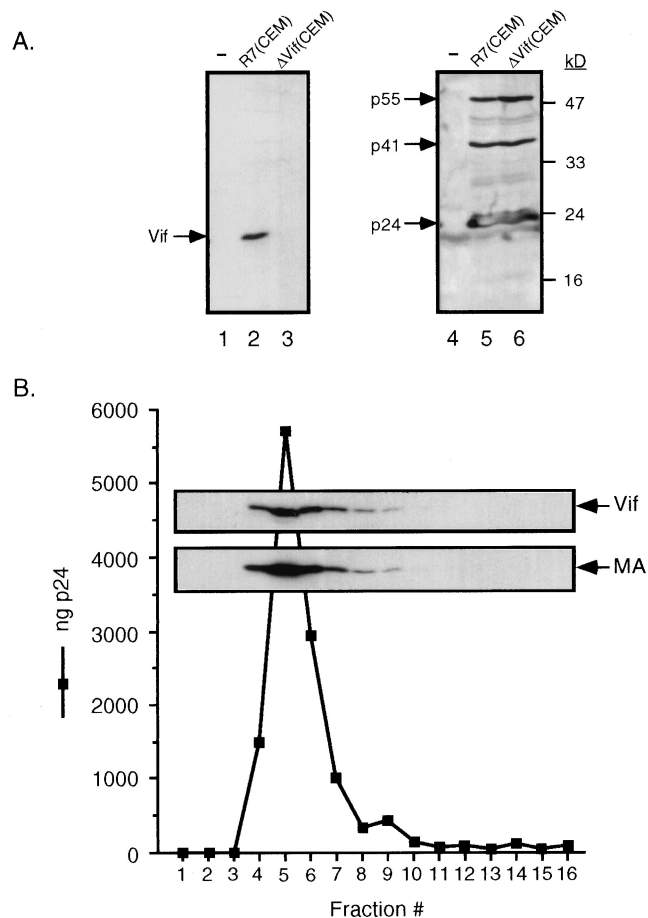 A.
– R7(CEM) ΔVif(CEM)
Vif
1 2 3
– R7(CEM) ΔVif(CEM) kD
p55
p41
p24
47
33
24
16
4 5 6
B.
6000
5000
4000
3000
2000
1000
0
ng p24
Vif
MA
1 2 3 4 5 6 7 8 9 10 11 12 13 14 15 16
Fraction #